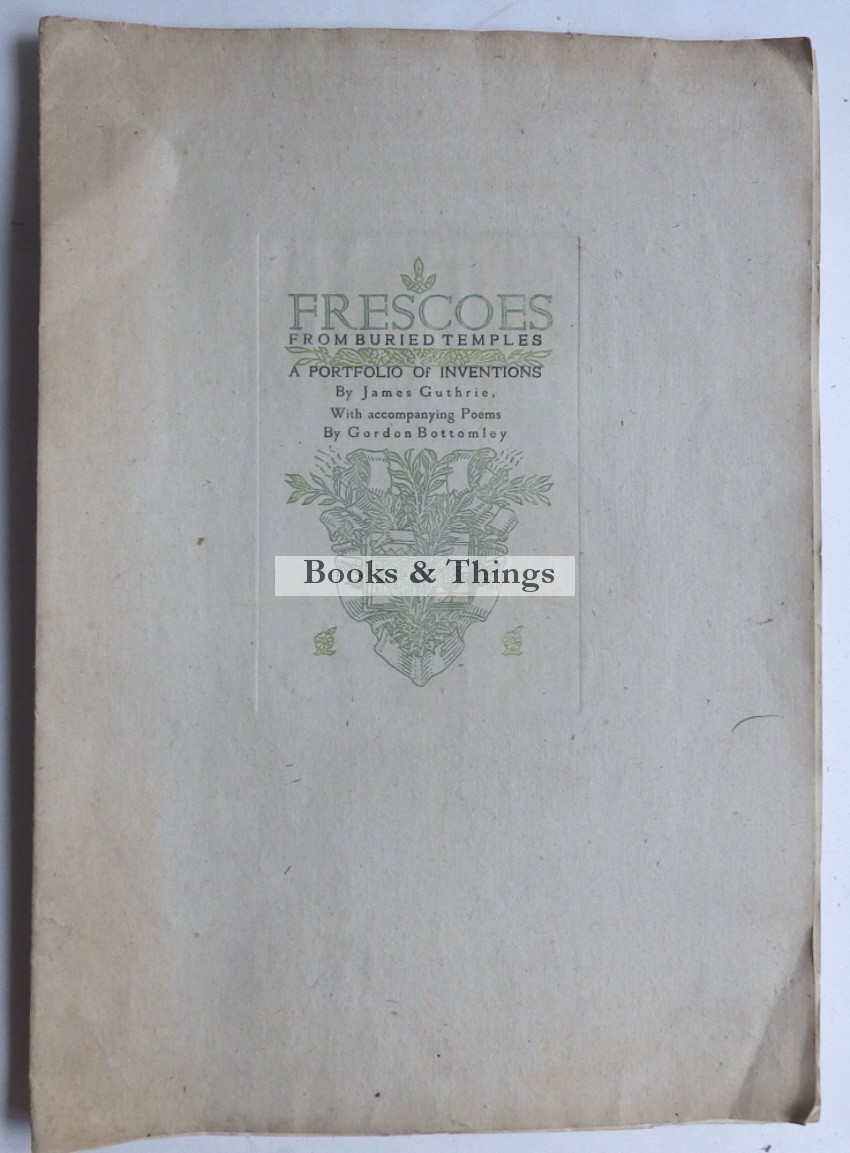 FRESCOES
FROM BURIED TEMPLES
A PORTFOLIO Of INVENTIONS
By James Guthrie,
With accompanying Poems
By Gordon Bottomley
Books & Things